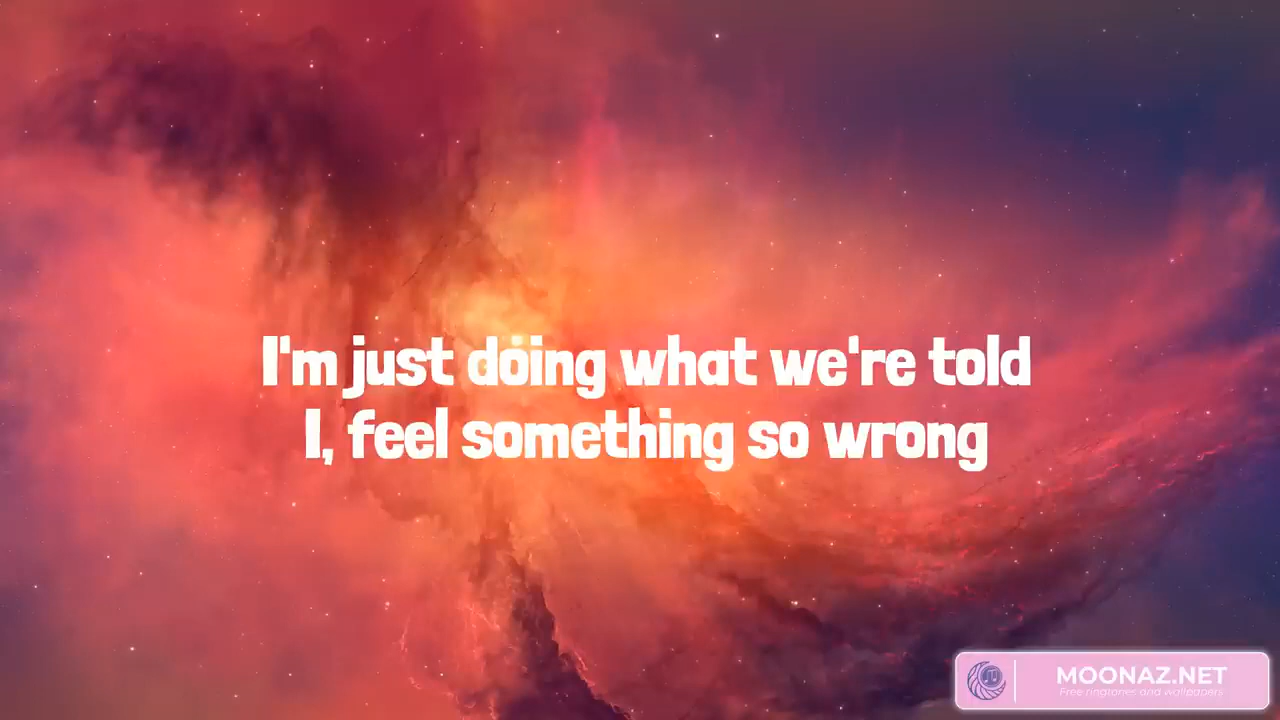 I'm just doing what we're told
I, feel something so wrong
MOONAZ.NET
Free ringtones and wallpapers